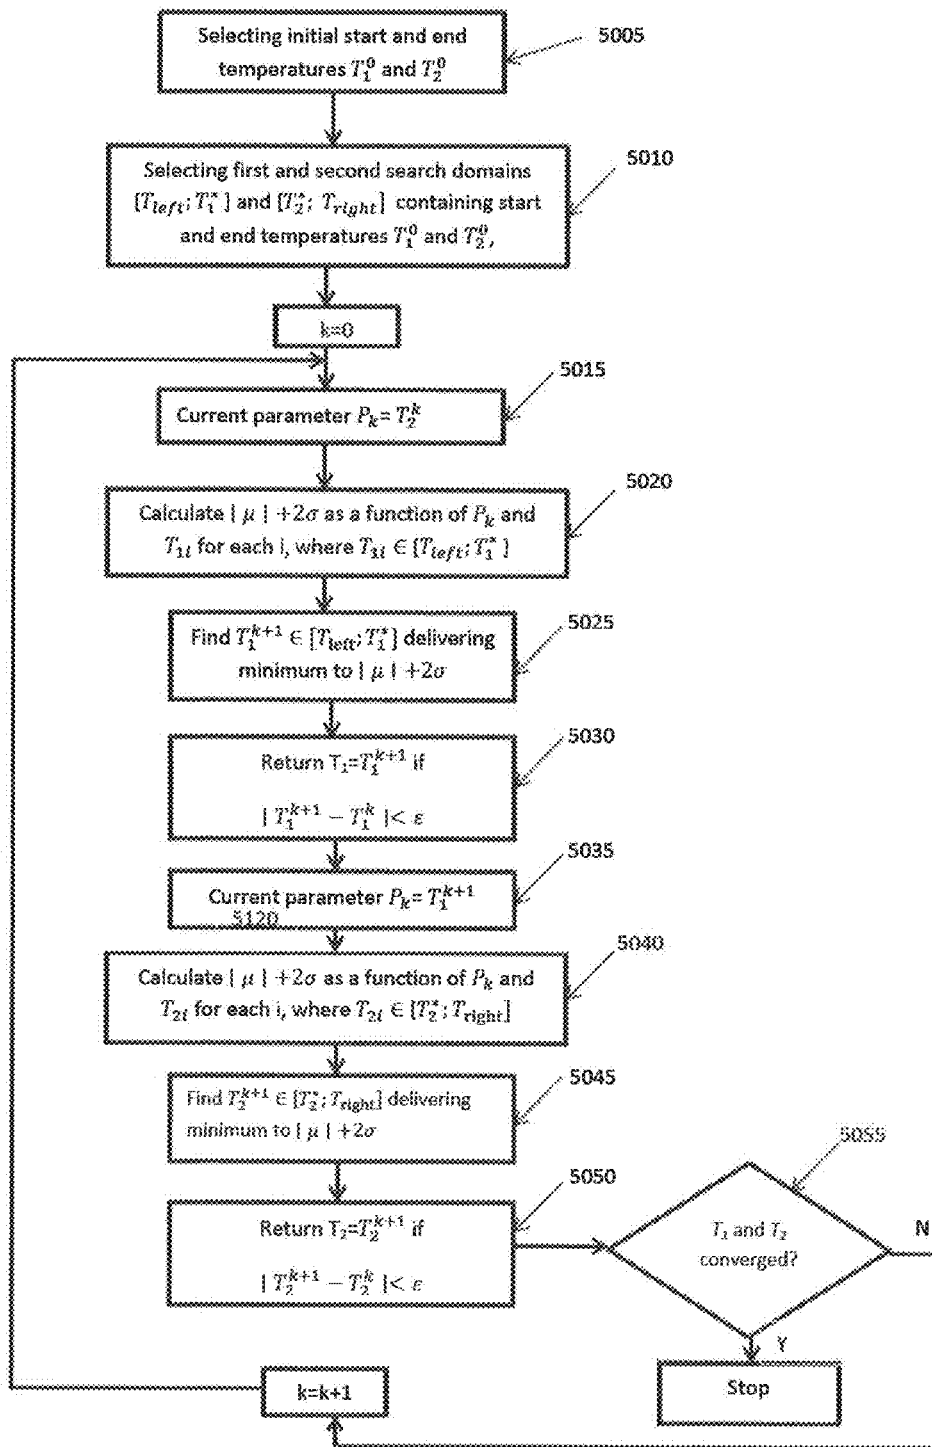 Selecting initial start and end
temperatures T₁⁰ and T₂⁰
5005
Selecting first and second search domains
[T_left; T₁*] and [T₂*; T_right] containing start
and end temperatures T₁⁰ and T₂⁰,
5010
k=0
Current parameter P_k= T₂^k
5015
Calculate | μ | +2σ as a function of P_k and
T_1i for each i, where T_1i ∈ [T_left; T₁*]
5020
Find T₁^k+1 ∈ [T_left; T₁*] delivering
minimum to | μ | +2σ
5025
Return T₁=T₁^k+1 if
| T₁^k+1 − T₁^k |< ε
5030
Current parameter P_k= T₁^k+1
5120
5035
Calculate | μ | +2σ as a function of P_k and
T_2i for each i, where T_2i ∈ [T₂*; T_right]
5040
Find T₂^k+1 ∈ [T₂*; T_right] delivering
minimum to | μ | +2σ
5045
Return T₂=T₂^k+1 if
| T₂^k+1 − T₂^k |< ε
5050
T₁ and T₂
converged?
5055
N
Y
Stop
k=k+1